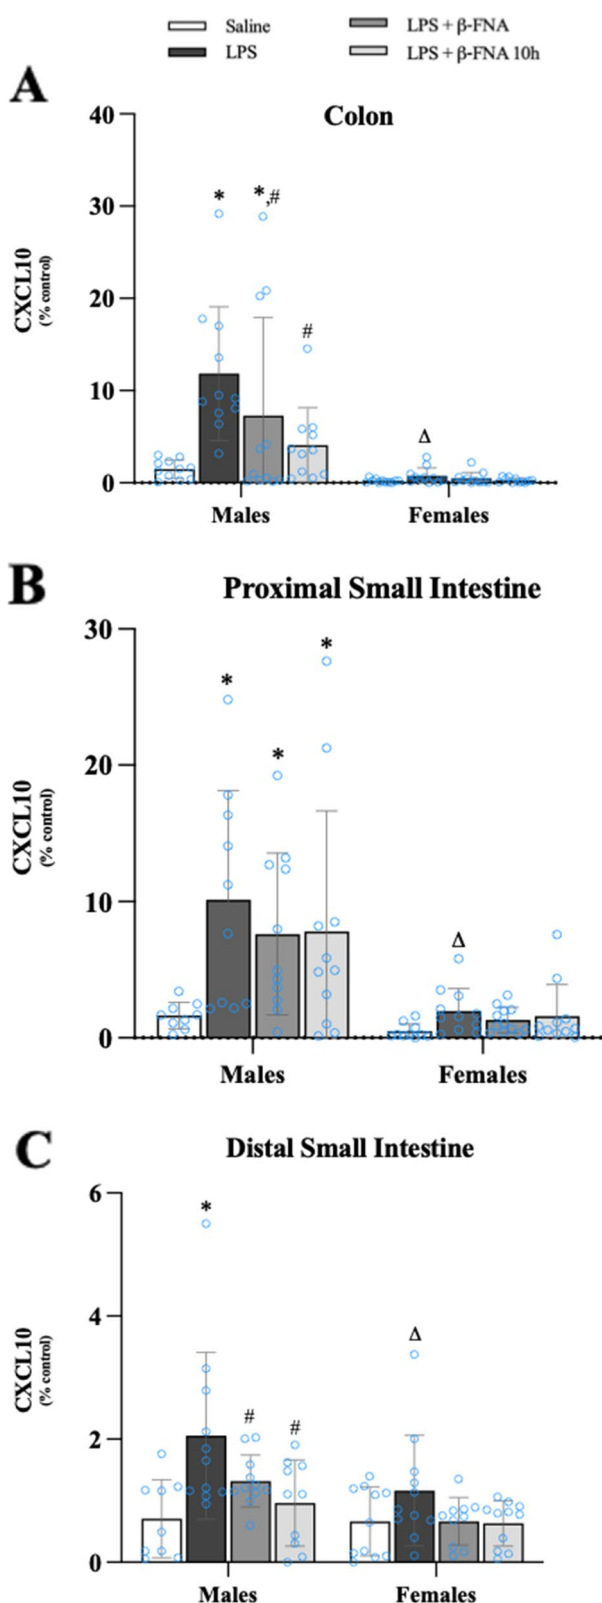 Saline
LPS
LPS + β-FNA
LPS + β-FNA 10h
A
Colon
CXCL10
(% control)
40
30
20
10
0
*
*,#
#
Δ
Males
Females
B
Proximal Small Intestine
CXCL10
(% control)
30
20
10
0
*
*
*
Δ
Males
Females
C
Distal Small Intestine
CXCL10
(% control)
6
4
2
0
*
#
#
Δ
Males
Females